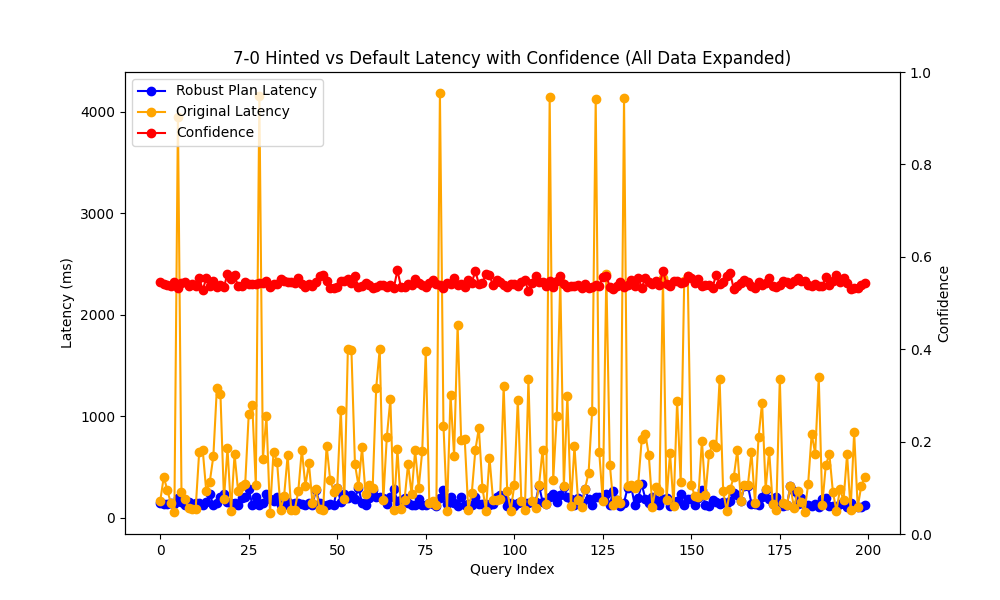 7-0 Hinted vs Default Latency with Confidence (All Data Expanded)
Robust Plan Latency
Original Latency
Confidence
Latency (ms)
4000
3000
2000
1000
0
1.0
0.8
0.6
0.4
0.2
0.0
Confidence
0 25 50 75 100 125 150 175 200
Query Index